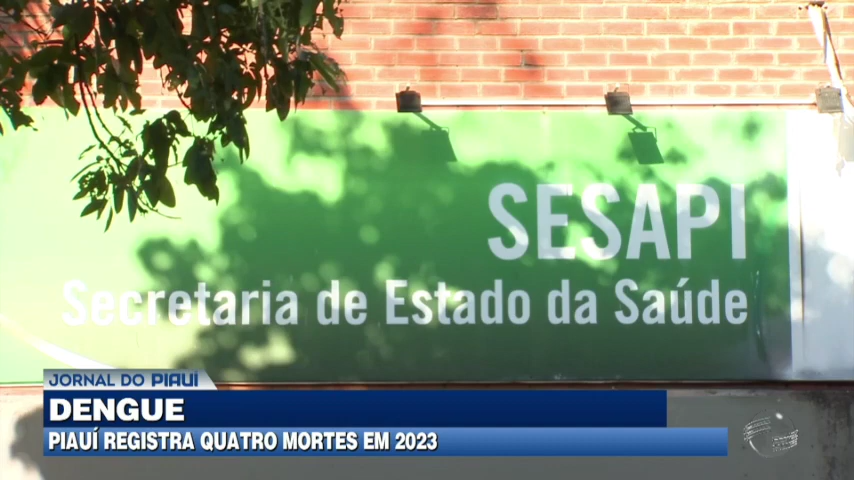 SESAPI
Secretaria de Estado da Saúde
JORNAL DO PIAUÍ
DENGUE
PIAUÍ REGISTRA QUATRO MORTES EM 2023